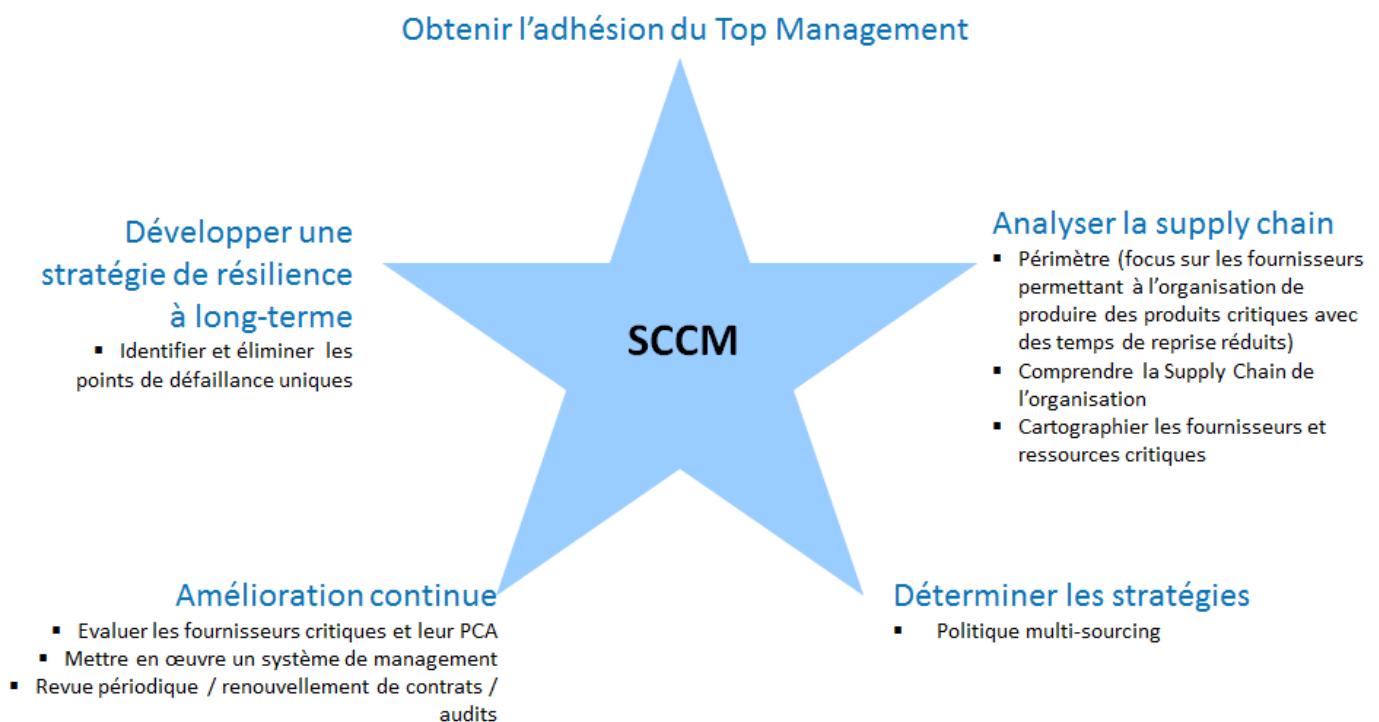 Obtenir l'adhésion du Top Management
Développer une
stratégie de résilience
à long-terme
▪ Identifier et éliminer les
points de défaillance uniques
SCCM
Analyser la supply chain
▪ Périmètre (focus sur les fournisseurs
permettant à l'organisation de
produire des produits critiques avec
des temps de reprise réduits)
▪ Comprendre la Supply Chain de
l'organisation
▪ Cartographier les fournisseurs et
ressources critiques
Amélioration continue
▪ Evaluer les fournisseurs critiques et leur PCA
▪ Mettre en œuvre un système de management
▪ Revue périodique / renouvellement de contrats /
audits
Déterminer les stratégies
▪ Politique multi-sourcing